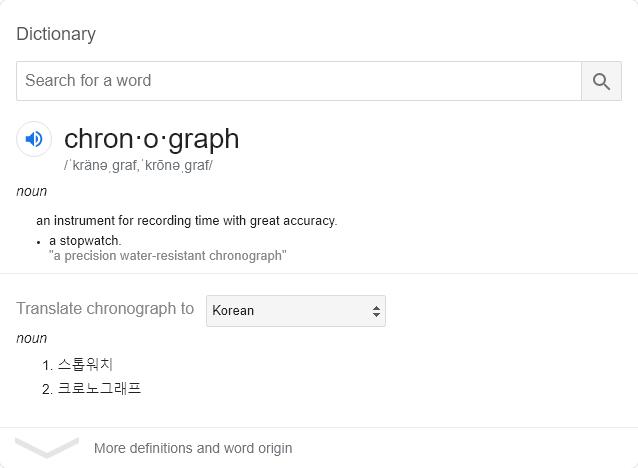 Dictionary
Search for a word
chron·o·graph
/ˈkränəˌɡraf,ˈkrōnəˌɡraf/
noun
an instrument for recording time with great accuracy.
• a stopwatch.
"a precision water-resistant chronograph"
Translate chronograph to Korean
noun
1. 스톱워치
2. 크로노그래프
More definitions and word origin